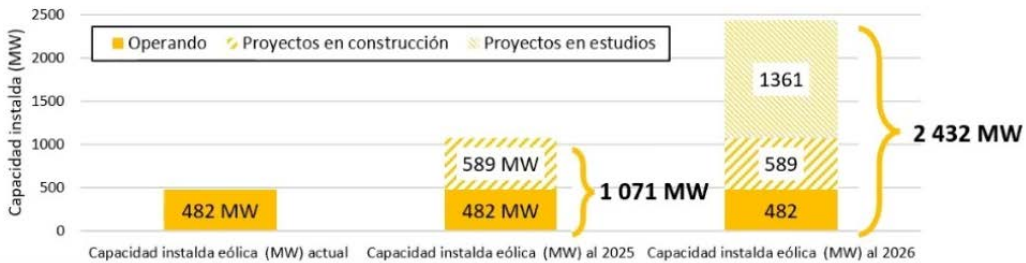 Capacidad instalda (MW)
2500
2000
1500
1000
500
0
Operando Proyectos en construcción Proyectos en estudios
482 MW
589 MW
482 MW
1 071 MW
1361
589
482
2 432 MW
Capacidad instalda eólica (MW) actual
Capacidad instalda eólica (MW) al 2025
Capacidad instalda eólica (MW) al 2026